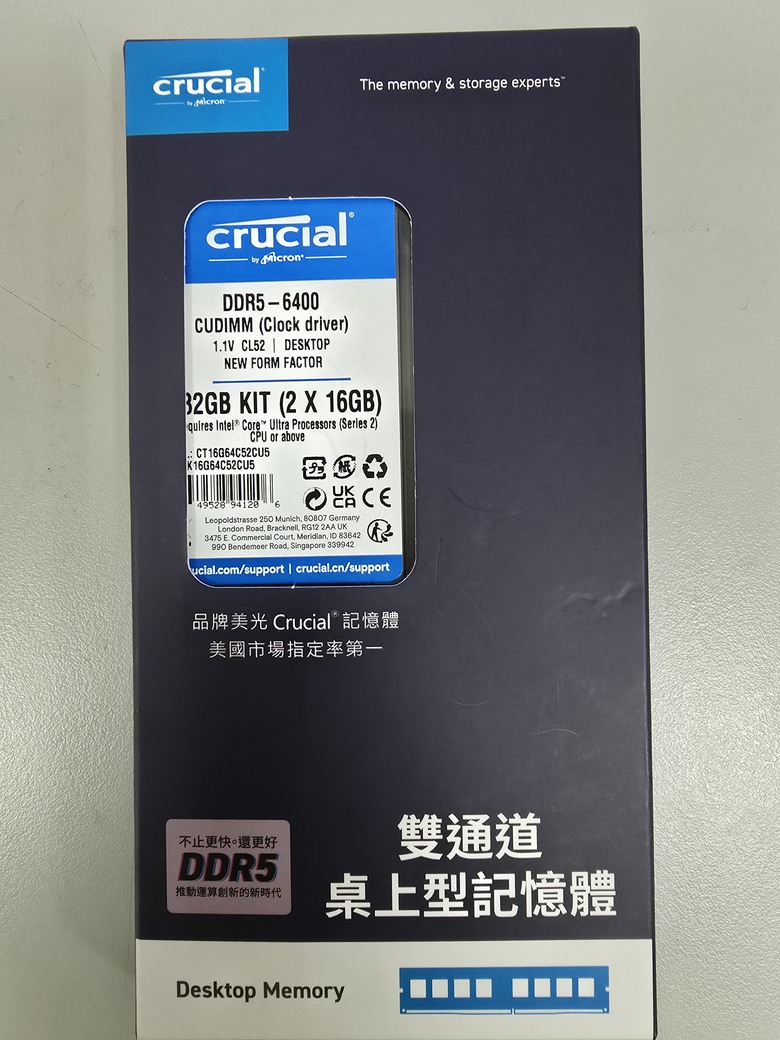 crucial®
by Micron®
The memory & storage experts™
crucial®
by Micron®
DDR5-6400
CUDIMM (Clock driver)
1.1V CL52 | DESKTOP
NEW FORM FACTOR
32GB KIT (2 X 16GB)
equires Intel® Core™ Ultra Processors (Series 2)
CPU or above
.: CT16G64C52CU5
K16G64C52CU5
49528 94120 6
UK
CA
CE
Leopoldstrasse 250 Munich, 80807 Germany
London Road, Bracknell, RG12 2AA UK
3475 E. Commercial Court, Meridian, ID 83642
990 Bendemeer Road, Singapore 339942
ucial.com/support | crucial.cn/support
品牌美光 Crucial®記憶體
美國市場指定率第一
不止更快。還更好
DDR5
推動運算創新的新時代
雙通道
桌上型記憶體
Desktop Memory